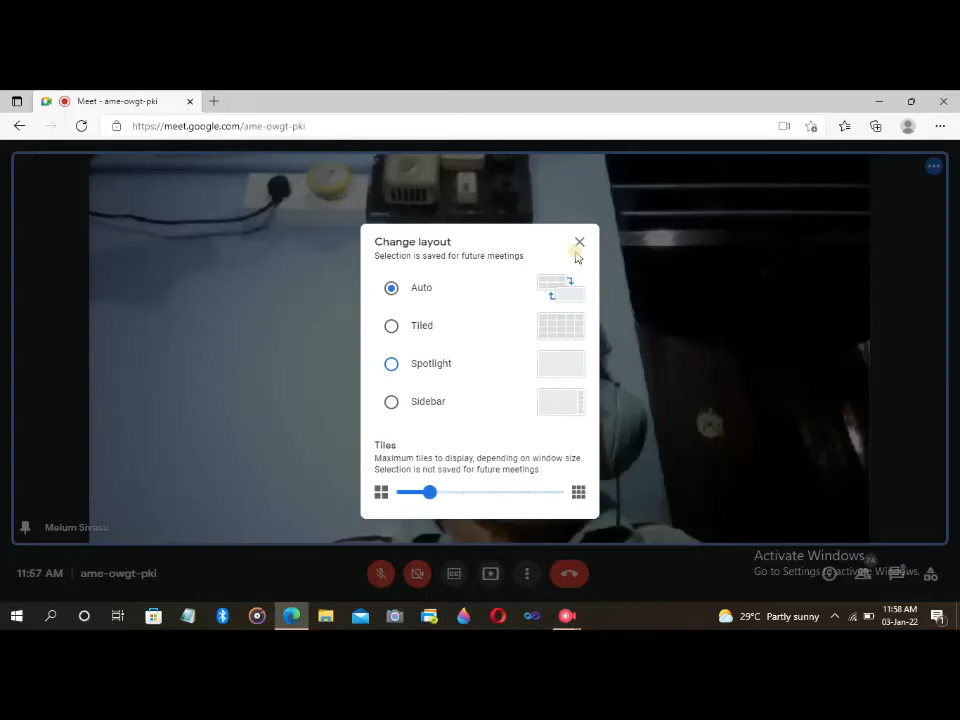 Meet - ame-owgt-pki
https://meet.google.com/ame-owgt-pki
Change layout
Selection is saved for future meetings
Auto
Tiled
Spotlight
Sidebar
Tiles
Maximum tiles to display, depending on window size.
Selection is not saved for future meetings
Melum Sivasu
11:57 AM | ame-owgt-pki
74
Activate Windows
Go to Settings to activate Windows.
29°C Partly sunny
11:58 AM
03-Jan-22
1